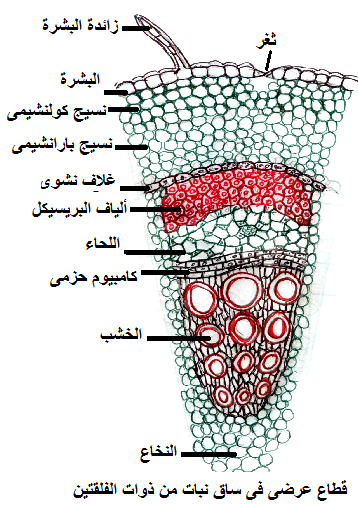 زائدة البشرة
ثغر
البشرة
نسيج كولنشيمى
نسيج بارانشيمى
غلاف نشوى
ألياف البريسيكل
اللحاء
كامبيوم حزمى
الخشب
النخاع
قطاع عرضى فى ساق نبات من ذوات الفلقتين